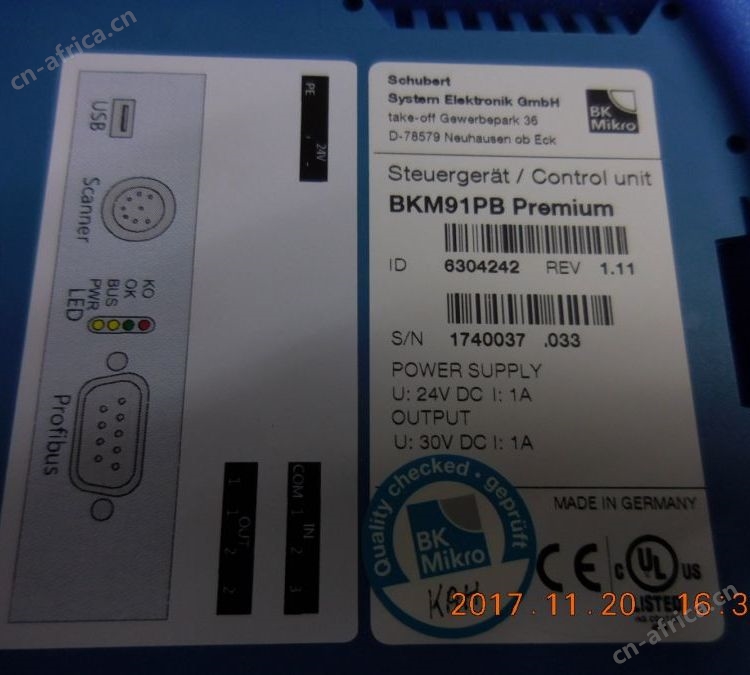 cn-africa.cn
PE
24V
USB
Scanner
KO
OK
BUS
PWR
LED
Profibus
IN
COM 1 2 3
OUT
1 1 2 2
Schubert
System Elektronik GmbH
take-off Gewerbepark 36
D-78579 Neuhausen ob Eck
BK
Mikro
Steuergerät / Control unit
BKM91PB Premium
ID 6304242 REV 1.11
S/N 1740037 .033
POWER SUPPLY
U: 24V DC I: 1A
OUTPUT
U: 30V DC I: 1A
Quality checked • geprüft
BK
Mikro
MADE IN GERMANY
CE
C UL US
LISTED
2017.11.20 16:3
cn-africa.cn